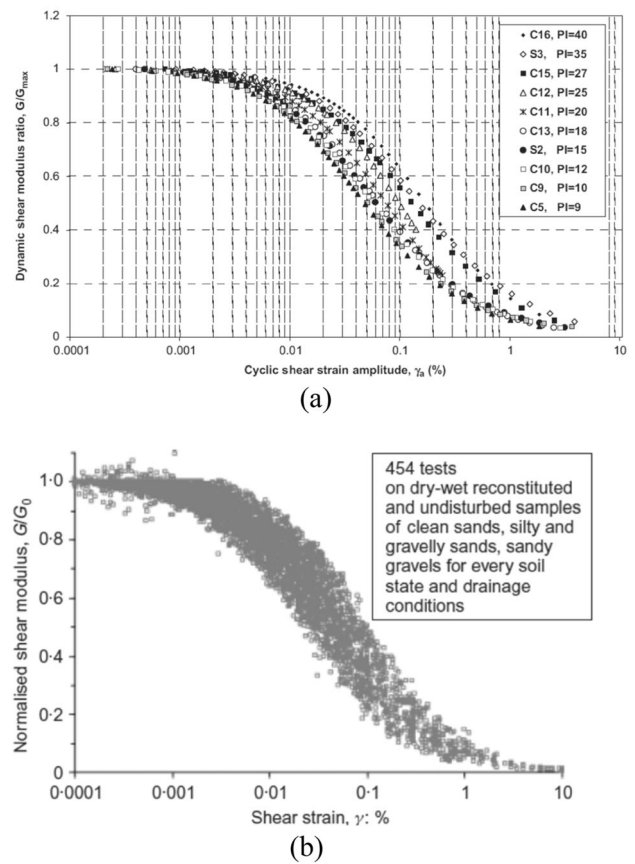 1.2
1
0.8
0.6
0.4
0.2
0
Dynamic shear modulus ratio, G/Gmax
0.0001 0.001 0.01 0.1 1 10
Cyclic shear strain amplitude, γa (%)
C16, PI=40
S3, PI=35
C15, PI=27
C12, PI=25
C11, PI=20
C13, PI=18
S2, PI=15
C10, PI=12
C9, PI=10
C5, PI=9
(a)
1·0
0·8
0·6
0·4
0·2
0
Normalised shear modulus, G/G0
454 tests
on dry-wet reconstituted
and undisturbed samples
of clean sands, silty and
gravelly sands, sandy
gravels for every soil
state and drainage
conditions
0·0001 0·001 0·01 0·1 1 10
Shear strain, γ: %
(b)